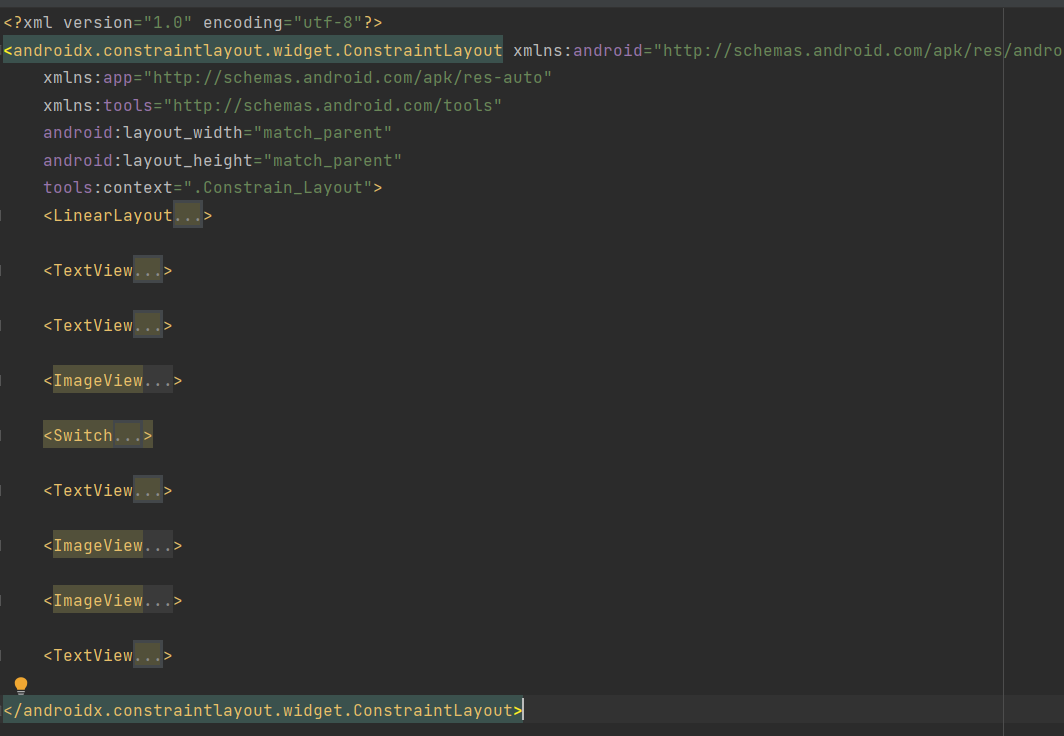 <?xml version="1.0" encoding="utf-8"?>
<androidx.constraintlayout.widget.ConstraintLayout xmlns:android="http://schemas.android.com/apk/res/andro
xmlns:app="http://schemas.android.com/apk/res-auto"
xmlns:tools="http://schemas.android.com/tools"
android:layout_width="match_parent"
android:layout_height="match_parent"
tools:context=".Constrain_Layout">
<LinearLayout...>
<TextView...>
<TextView...>
<ImageView...>
<Switch...>
<TextView...>
<ImageView...>
<ImageView...>
<TextView...>
</androidx.constraintlayout.widget.ConstraintLayout>